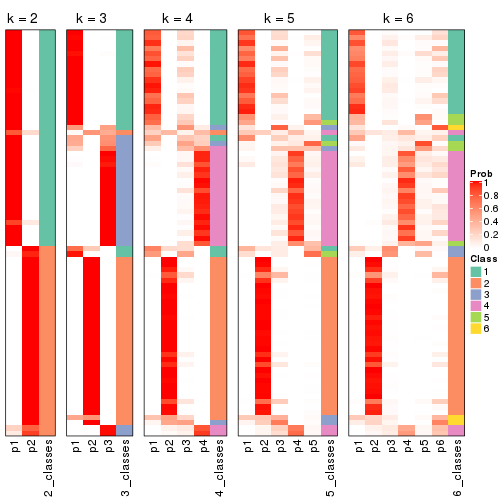 k = 2
k = 3
k = 4
k = 5
k = 6
p1
p2
2_classes
p1
p2
p3
3_classes
p1
p2
p3
p4
4_classes
p1
p2
p3
p4
p5
5_classes
p1
p2
p3
p4
p5
p6
6_classes
Prob
1
0.8
0.6
0.4
0.2
0
Class
1
2
3
4
5
6